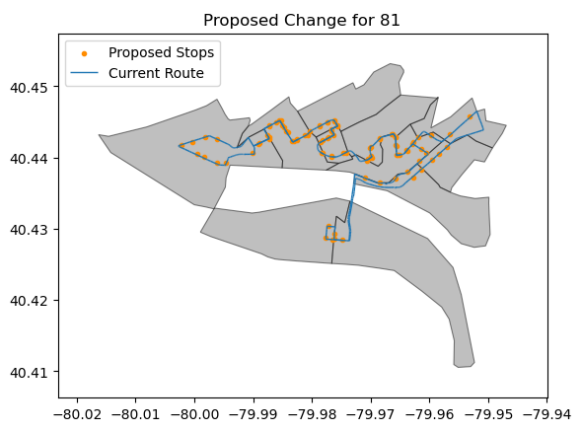 Proposed Change for 81
Proposed Stops
Current Route
40.45
40.44
40.43
40.42
40.41
−80.02 −80.01 −80.00 −79.99 −79.98 −79.97 −79.96 −79.95 −79.94